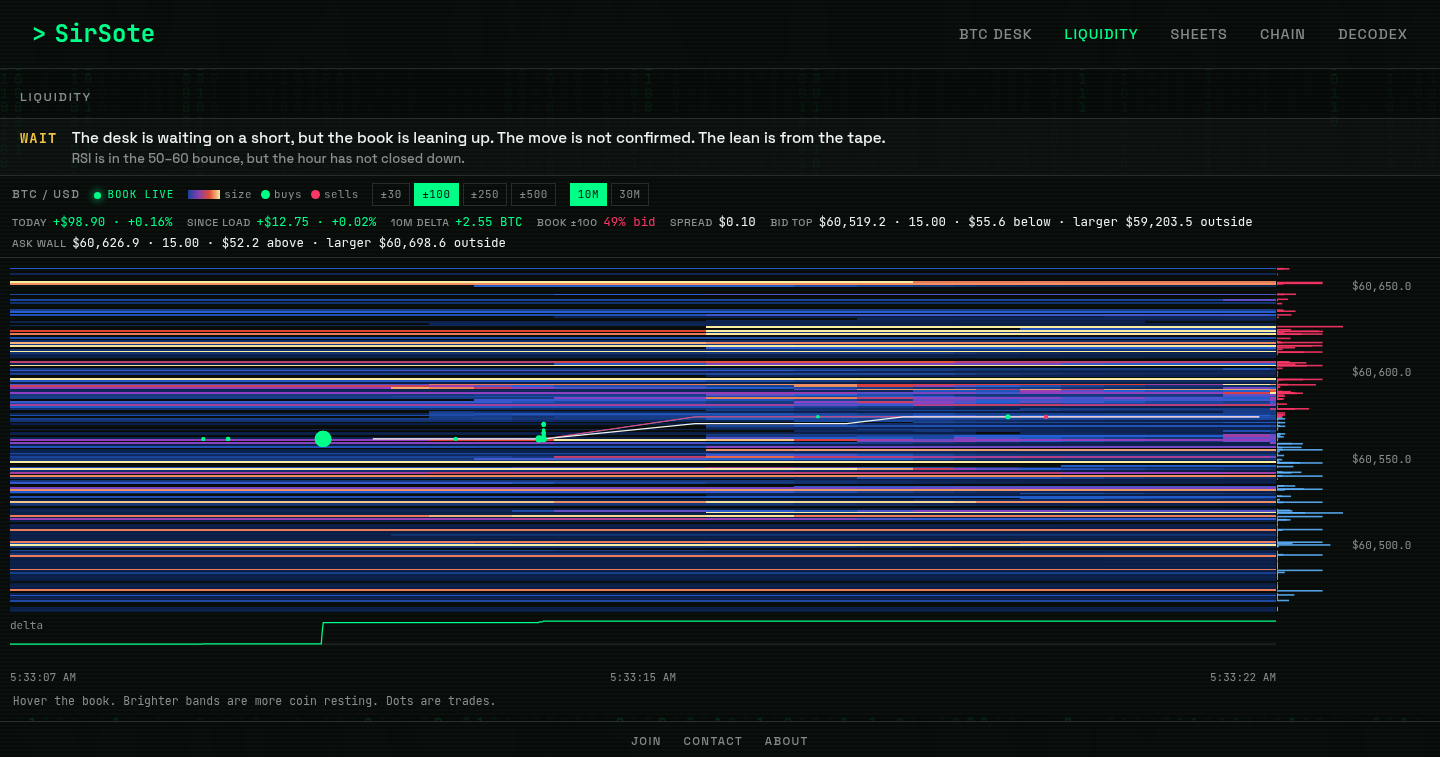 > SirSote
BTC DESK LIQUIDITY SHEETS CHAIN DECODEX
LIQUIDITY
WAIT The desk is waiting on a short, but the book is leaning up. The move is not confirmed. The lean is from the tape.
RSI is in the 50–60 bounce, but the hour has not closed down.
BTC / USD BOOK LIVE size buys sells ±30 ±100 ±250 ±500 10M 30M
TODAY +$98.90 · +0.16% SINCE LOAD +$12.75 · +0.02% 10M DELTA +2.55 BTC BOOK ±100 49% bid SPREAD $0.10 BID TOP $60,519.2 · 15.00 · $55.6 below · larger $59,203.5 outside
ASK WALL $60,626.9 · 15.00 · $52.2 above · larger $60,698.6 outside
$60,650.0
$60,600.0
$60,550.0
$60,500.0
delta
5:33:07 AM 5:33:15 AM 5:33:22 AM
Hover the book. Brighter bands are more coin resting. Dots are trades.
JOIN CONTACT ABOUT